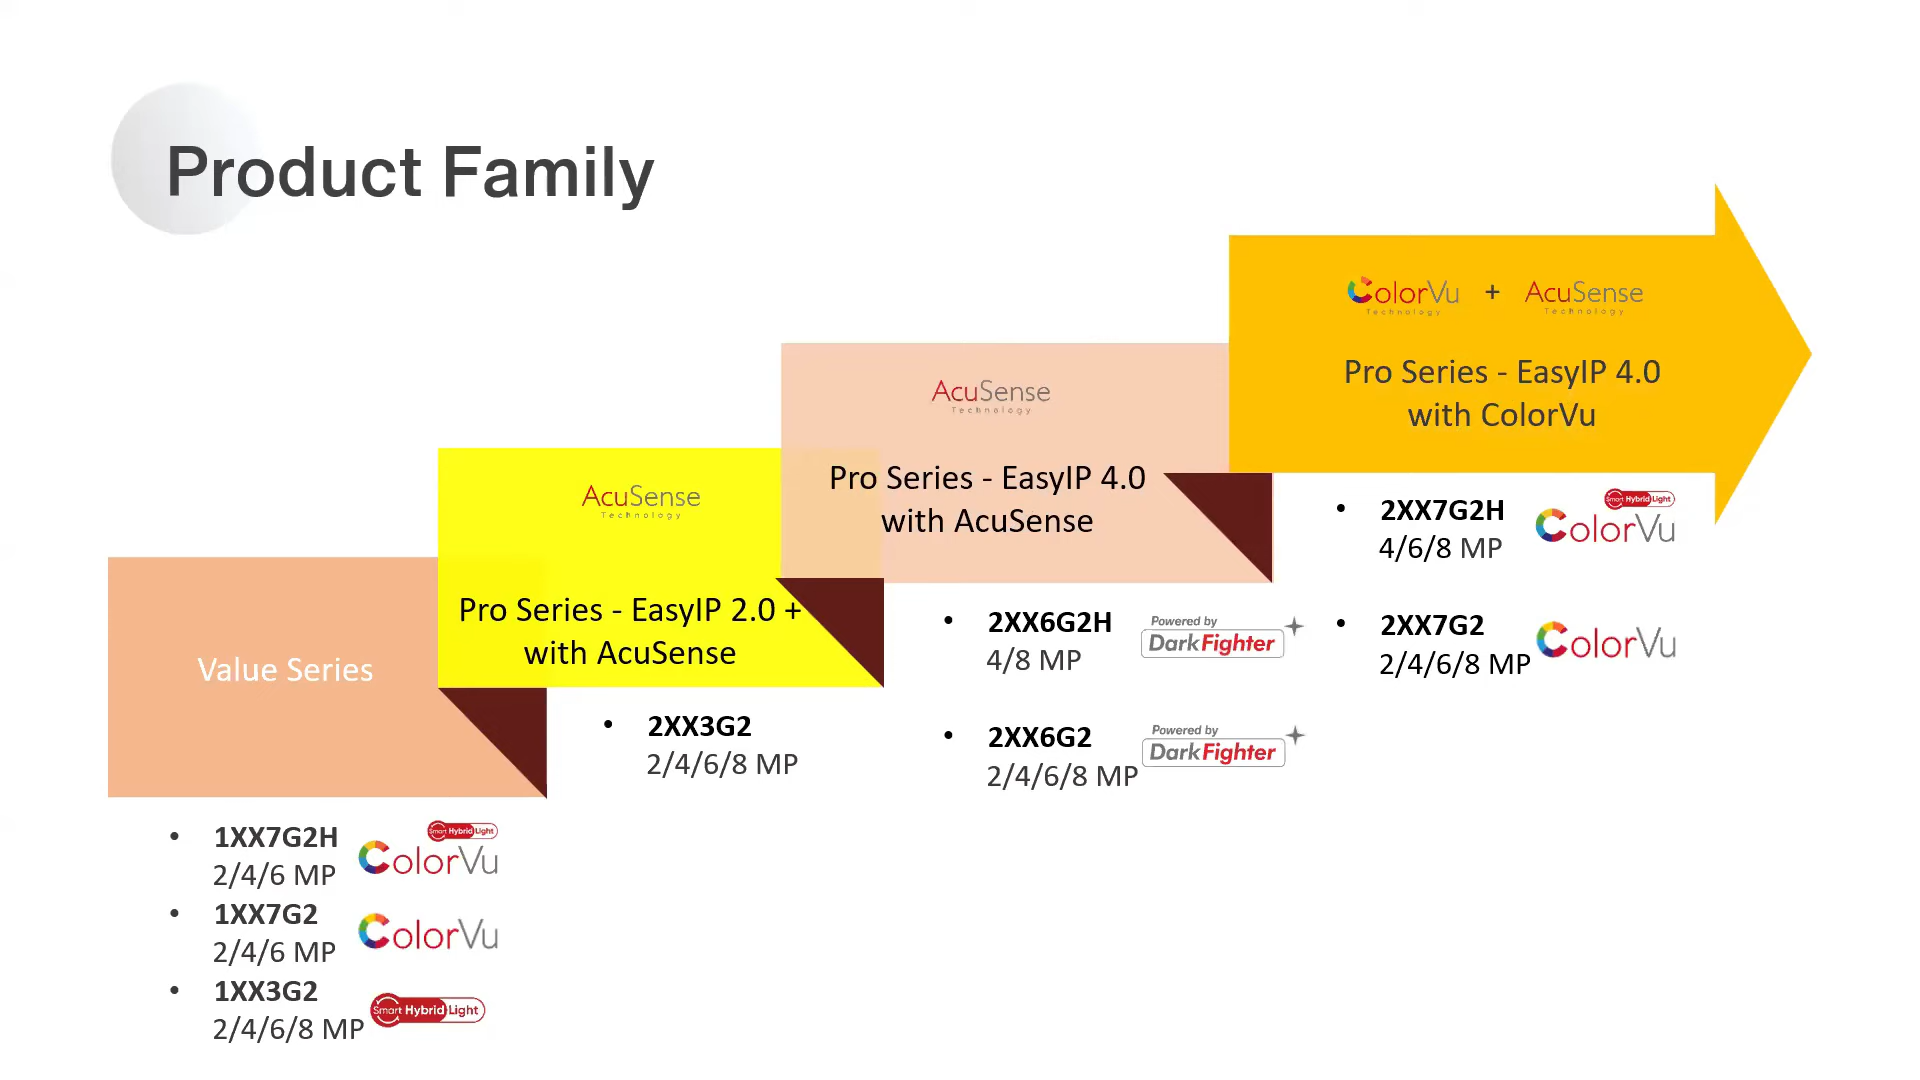 Product Family
ColorVu + AcuSense
Technology Technology
Pro Series - EasyIP 4.0
with ColorVu
AcuSense
Technology
Pro Series - EasyIP 4.0
with AcuSense
AcuSense
Technology
Pro Series - EasyIP 2.0 +
with AcuSense
Value Series
• 1XX7G2H
2/4/6 MP
Smart Hybrid Light
ColorVu
• 1XX7G2
2/4/6 MP
ColorVu
• 1XX3G2
2/4/6/8 MP
Smart Hybrid Light
• 2XX3G2
2/4/6/8 MP
• 2XX6G2H
4/8 MP
Powered by
DarkFighter
• 2XX6G2
2/4/6/8 MP
Powered by
DarkFighter
• 2XX7G2H
4/6/8 MP
Smart Hybrid Light
ColorVu
• 2XX7G2
2/4/6/8 MP
ColorVu